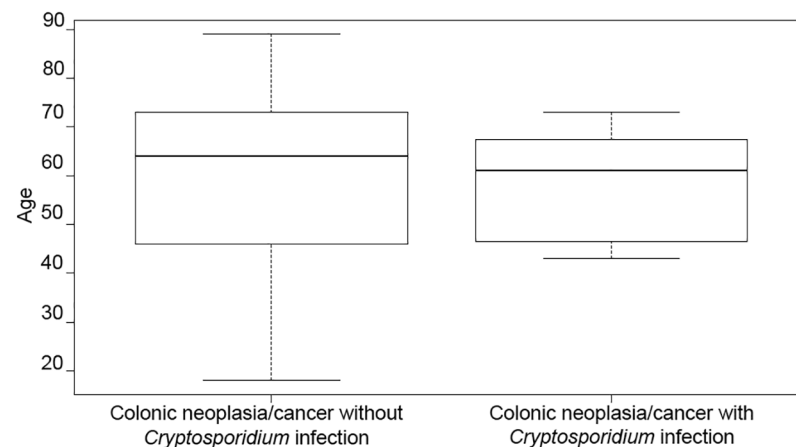 90
80
70
60
50
40
30
20
Age
Colonic neoplasia/cancer without
Cryptosporidium infection
Colonic neoplasia/cancer with
Cryptosporidium infection